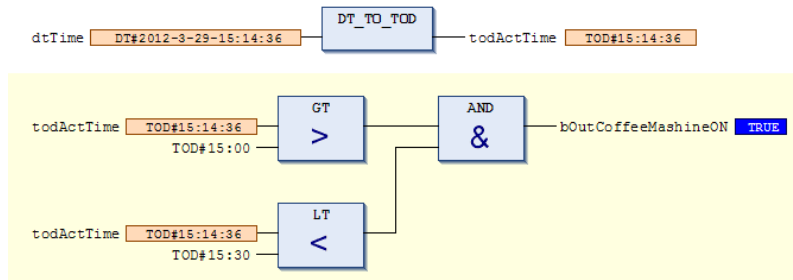 DT_TO_TOD
dtTime DT#2012-3-29-15:14:36 todActTime TOD#15:14:36
GT AND
todActTime TOD#15:14:36 > & bOutCoffeeMashineON TRUE
TOD#15:00
LT
todActTime TOD#15:14:36 <
TOD#15:30